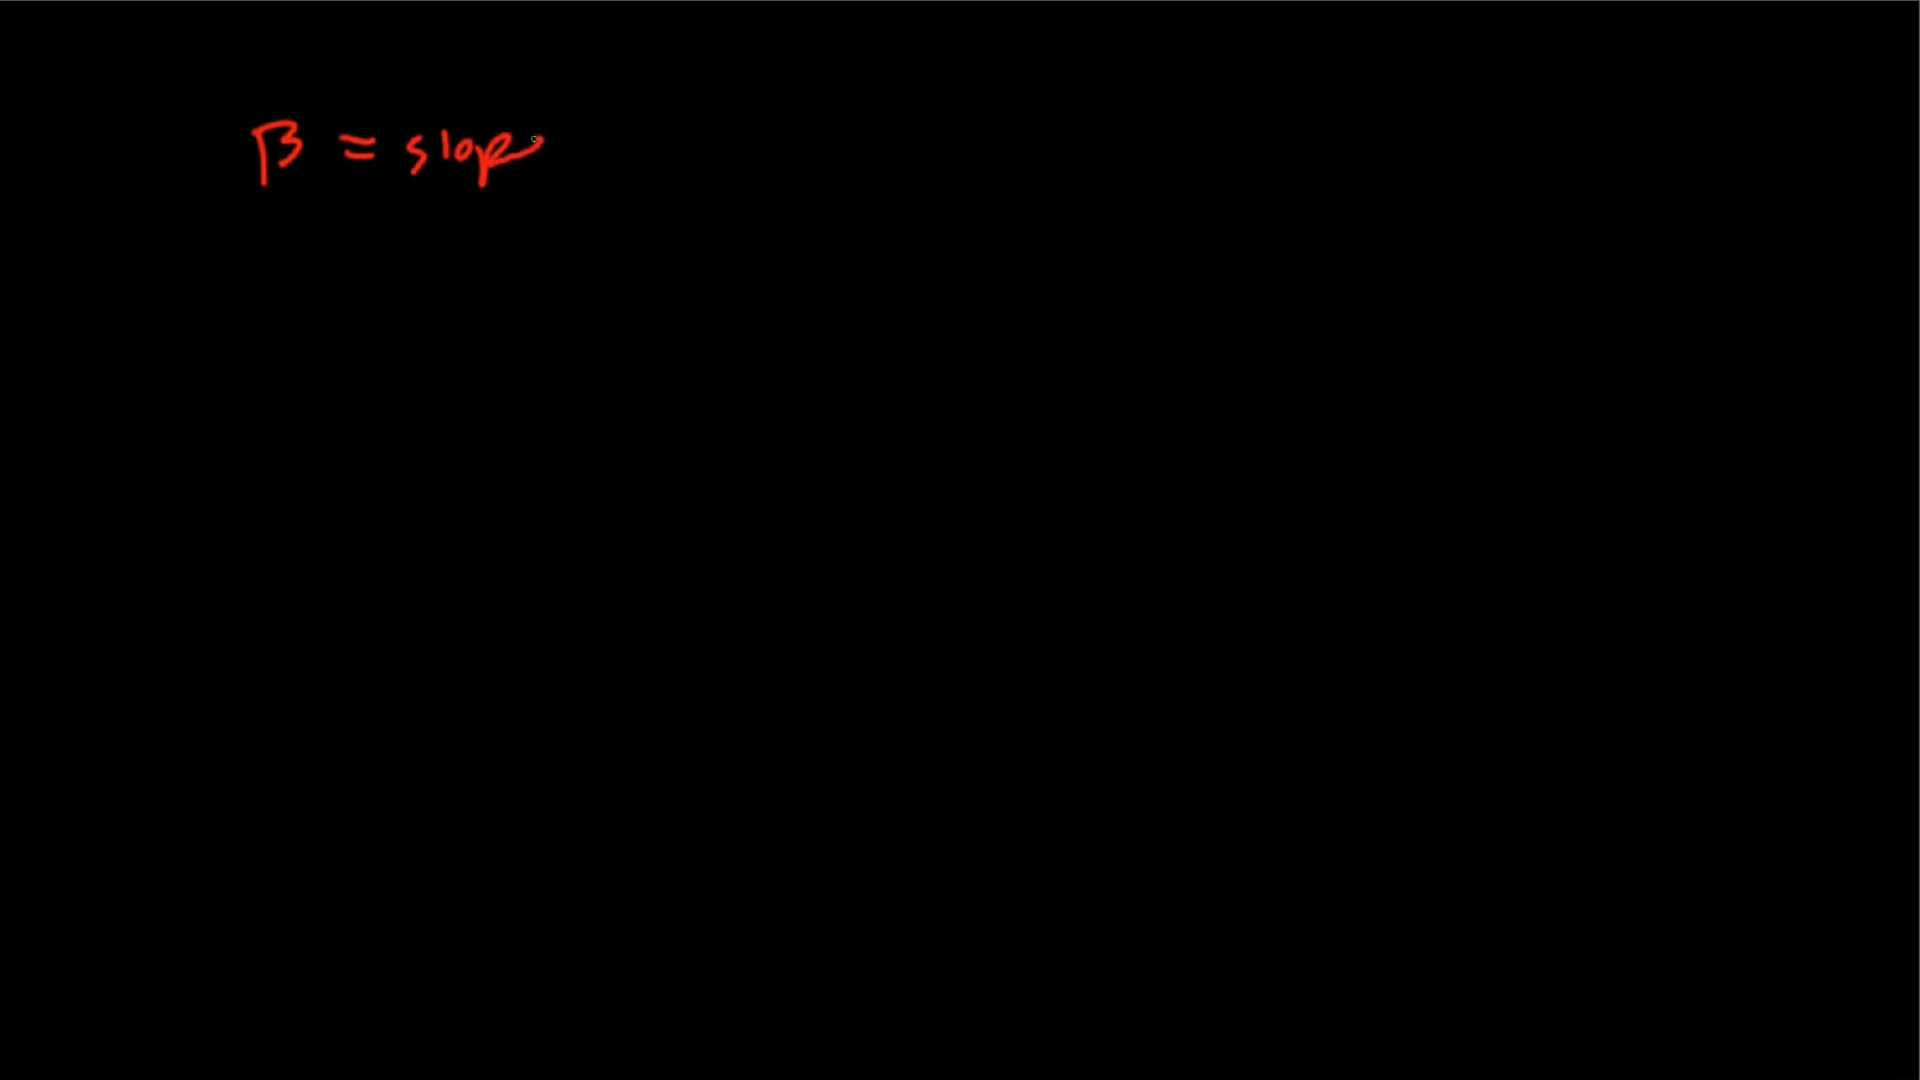 β = slope